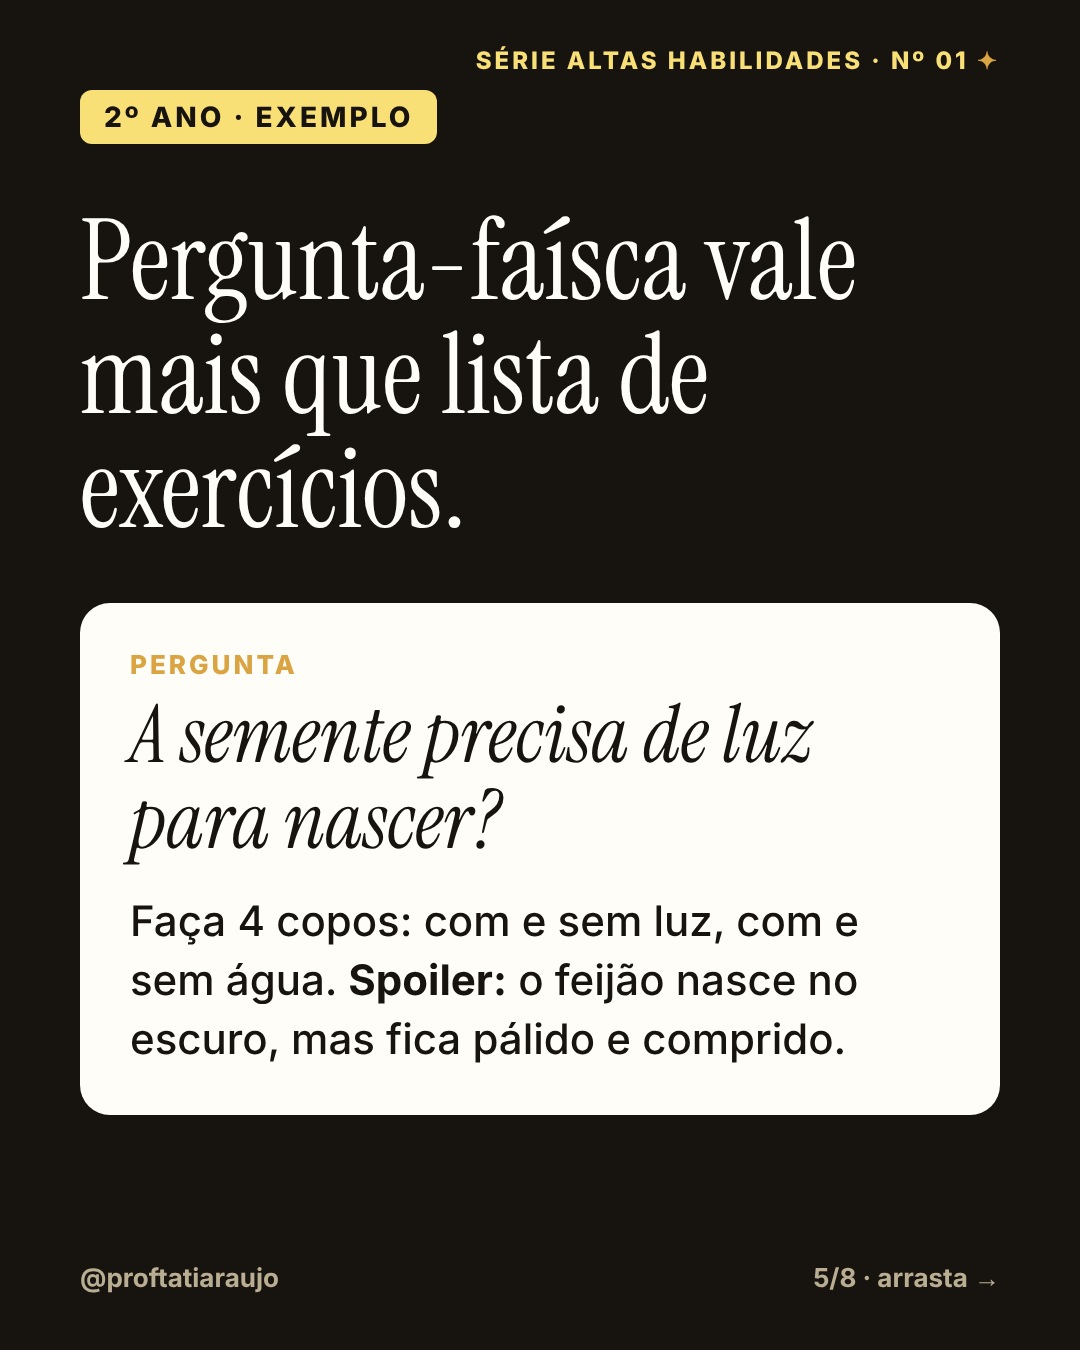 SÉRIE ALTAS HABILIDADES · Nº 01 ✦
2º ANO · EXEMPLO
Pergunta-faísca vale
mais que lista de
exercícios.
PERGUNTA
A semente precisa de luz
para nascer?
Faça 4 copos: com e sem luz, com e
sem água. Spoiler: o feijão nasce no
escuro, mas fica pálido e comprido.
@proftatiaraujo
5/8 · arrasta →